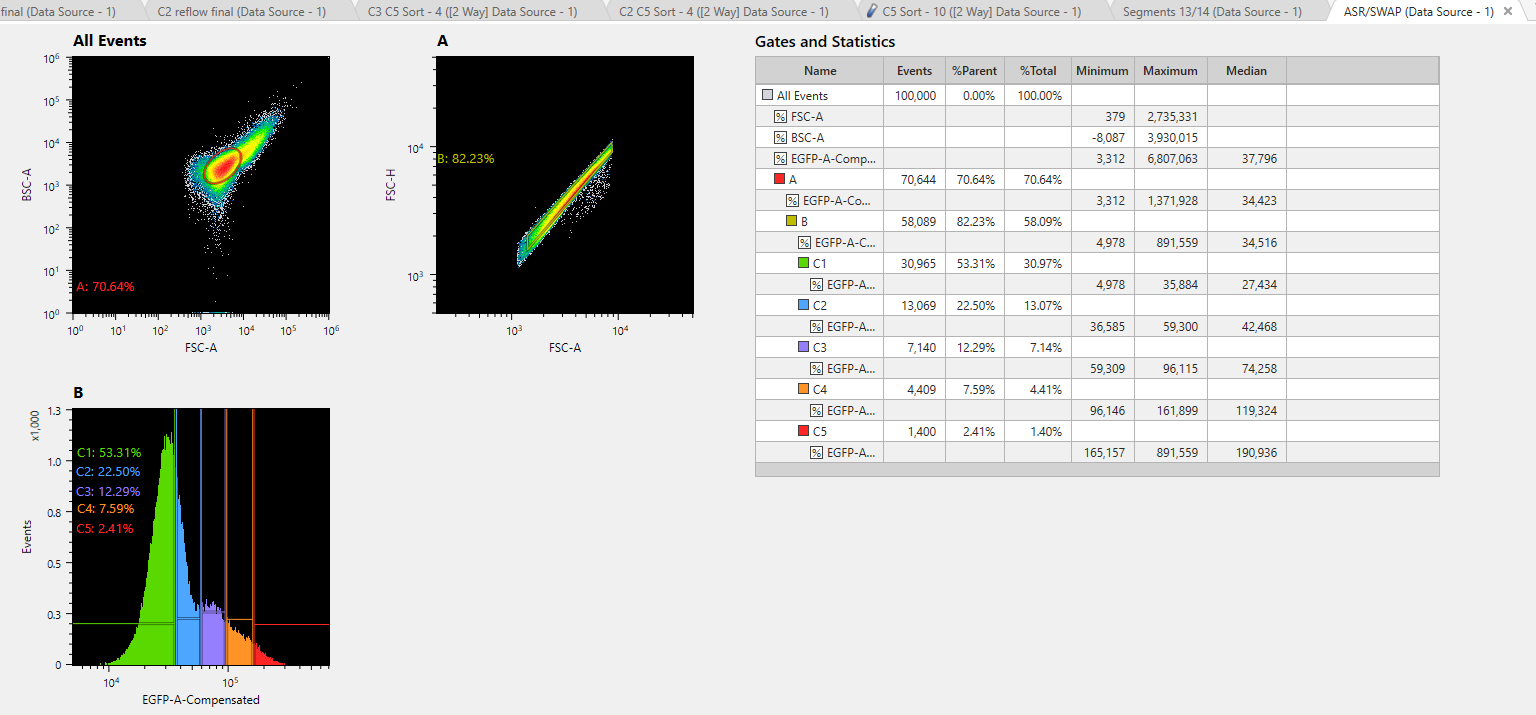 final (Data Source - 1) C2 reflow final (Data Source - 1) C3 C5 Sort - 4 ([2 Way] Data Source - 1) C2 C5 Sort - 4 ([2 Way] Data Source - 1) C5 Sort - 10 ([2 Way] Data Source - 1) Segments 13/14 (Data Source - 1) ASR/SWAP (Data Source - 1)
All Events
10⁶
10⁵
10⁴
10³
10²
10¹
10⁰
BSC-A
A: 70.64%
10⁰ 10¹ 10² 10³ 10⁴ 10⁵ 10⁶
FSC-A
A
10⁴
10³
FSC-H
B: 82.23%
10³ 10⁴
FSC-A
B
x1,000
1.3
1.0
0.8
0.5
0.3
0
Events
C1: 53.31%
C2: 22.50%
C3: 12.29%
C4: 7.59%
C5: 2.41%
10⁴ 10⁵
EGFP-A-Compensated
Gates and Statistics
Name Events %Parent %Total Minimum Maximum Median
All Events 100,000 0.00% 100.00%
% FSC-A 379 2,735,331
% BSC-A -8,087 3,930,015
% EGFP-A-Comp... 3,312 6,807,063 37,796
A 70,644 70.64% 70.64%
% EGFP-A-Co... 3,312 1,371,928 34,423
B 58,089 82.23% 58.09%
% EGFP-A-C... 4,978 891,559 34,516
C1 30,965 53.31% 30.97%
% EGFP-A... 4,978 35,884 27,434
C2 13,069 22.50% 13.07%
% EGFP-A... 36,585 59,300 42,468
C3 7,140 12.29% 7.14%
% EGFP-A... 59,309 96,115 74,258
C4 4,409 7.59% 4.41%
% EGFP-A... 96,146 161,899 119,324
C5 1,400 2.41% 1.40%
% EGFP-A... 165,157 891,559 190,936